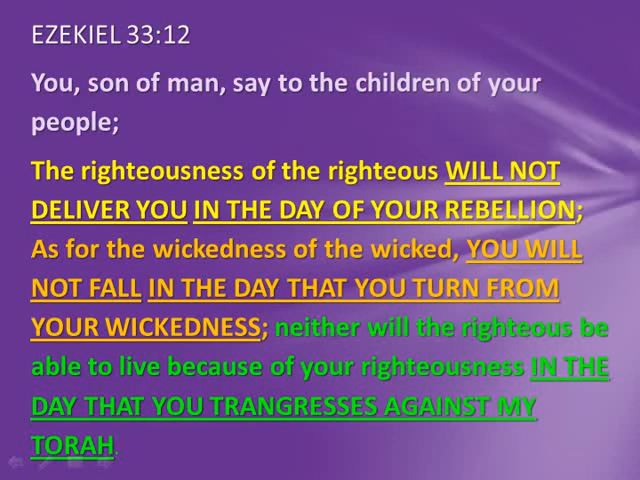 EZEKIEL 33:12
You, son of man, say to the children of your
people;
The righteousness of the righteous WILL NOT
DELIVER YOU IN THE DAY OF YOUR REBELLION;
As for the wickedness of the wicked, YOU WILL
NOT FALL IN THE DAY THAT YOU TURN FROM
YOUR WICKEDNESS; neither will the righteous be
able to live because of your righteousness IN THE
DAY THAT YOU TRANGRESSES AGAINST MY
TORAH.